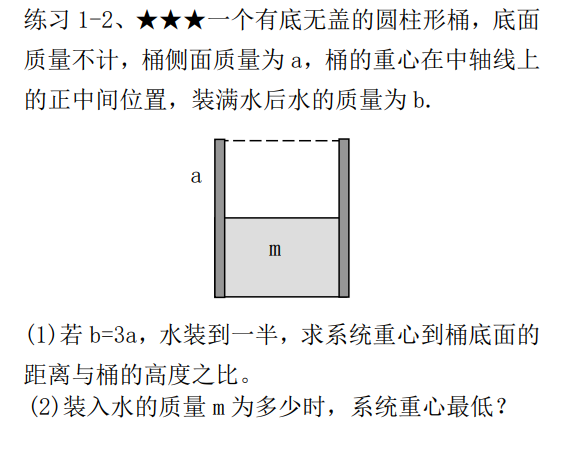 练习 1-2、★★★一个有底无盖的圆柱形桶，底面
质量不计，桶侧面质量为 a，桶的重心在中轴线上
的正中间位置，装满水后水的质量为 b.
a
m
(1)若 b=3a，水装到一半，求系统重心到桶底面的
距离与桶的高度之比。
(2)装入水的质量 m 为多少时，系统重心最低？